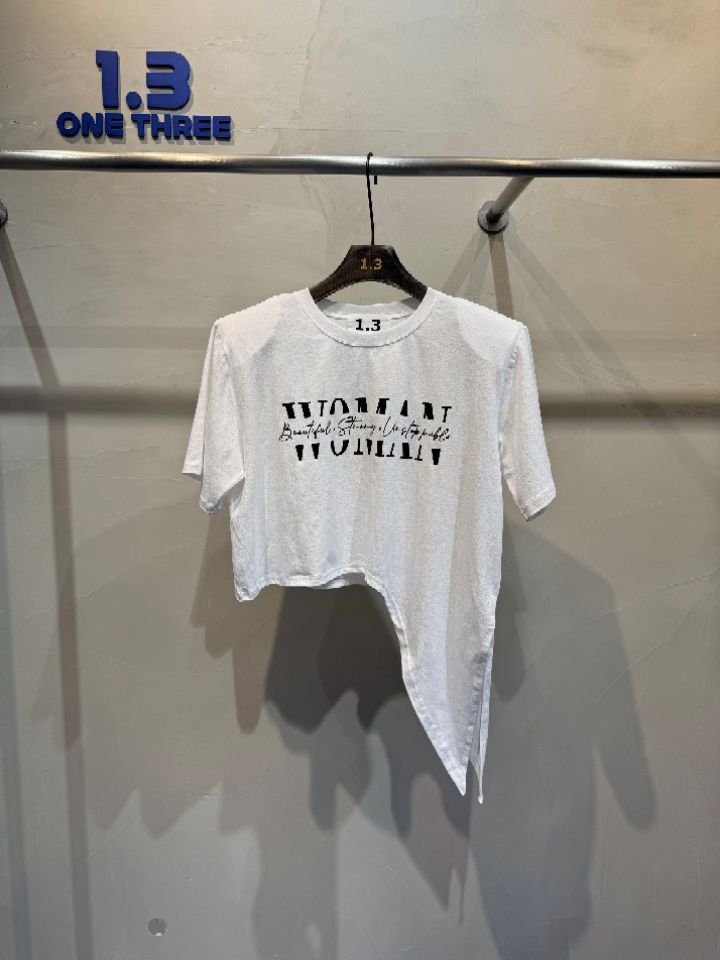 1.3
ONE THREE
1.3
1.3
WOMAN
Beautiful. Strong. Unstoppable